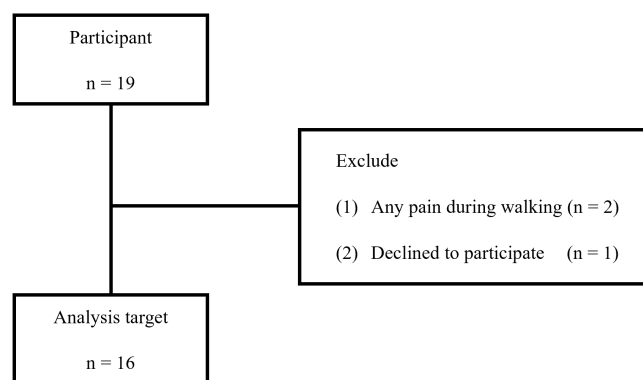 Participant
n = 19
Exclude
(1) Any pain during walking (n = 2)
(2) Declined to participate (n = 1)
Analysis target
n = 16